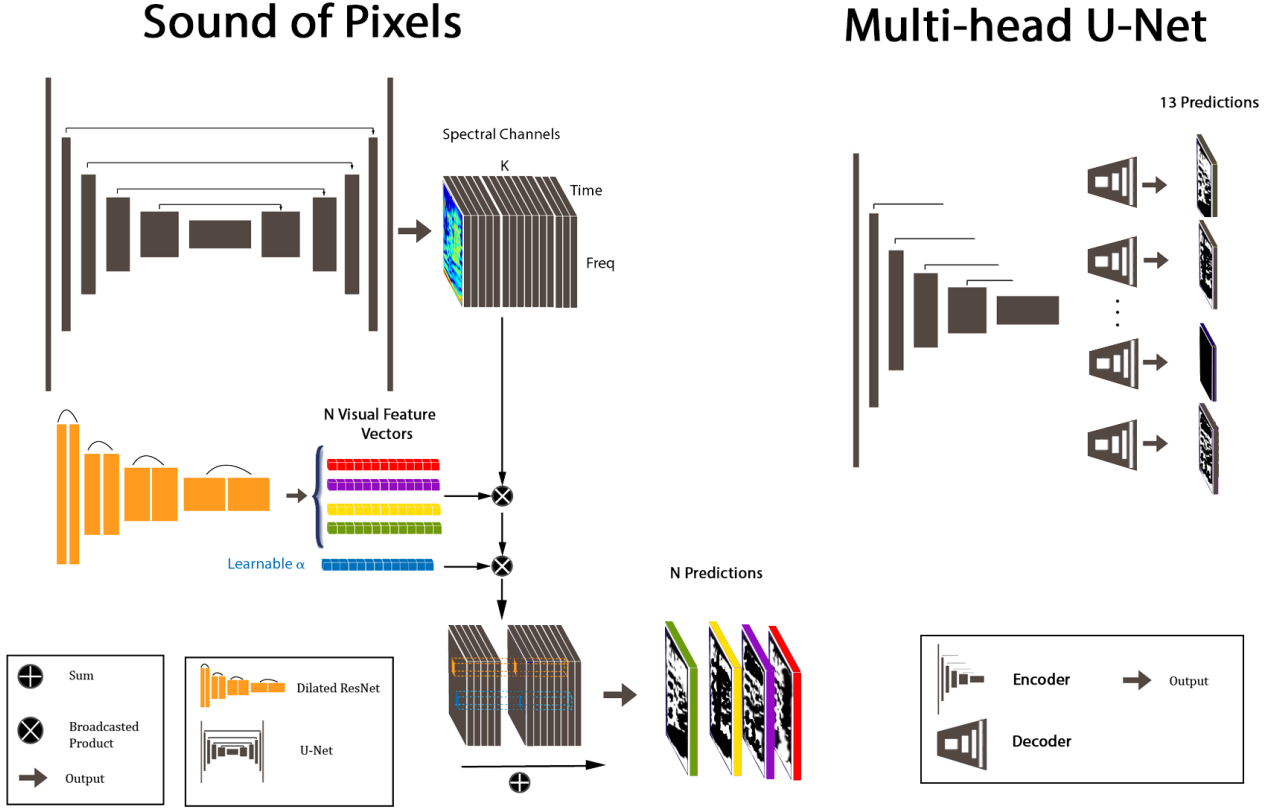 Sound of Pixels
Multi-head U-Net
13 Predictions
Spectral Channels
K
Time
Freq
N Visual Feature
Vectors
Learnable α
N Predictions
Sum
Broadcasted
Product
Output
Dilated ResNet
U-Net
Encoder
Output
Decoder